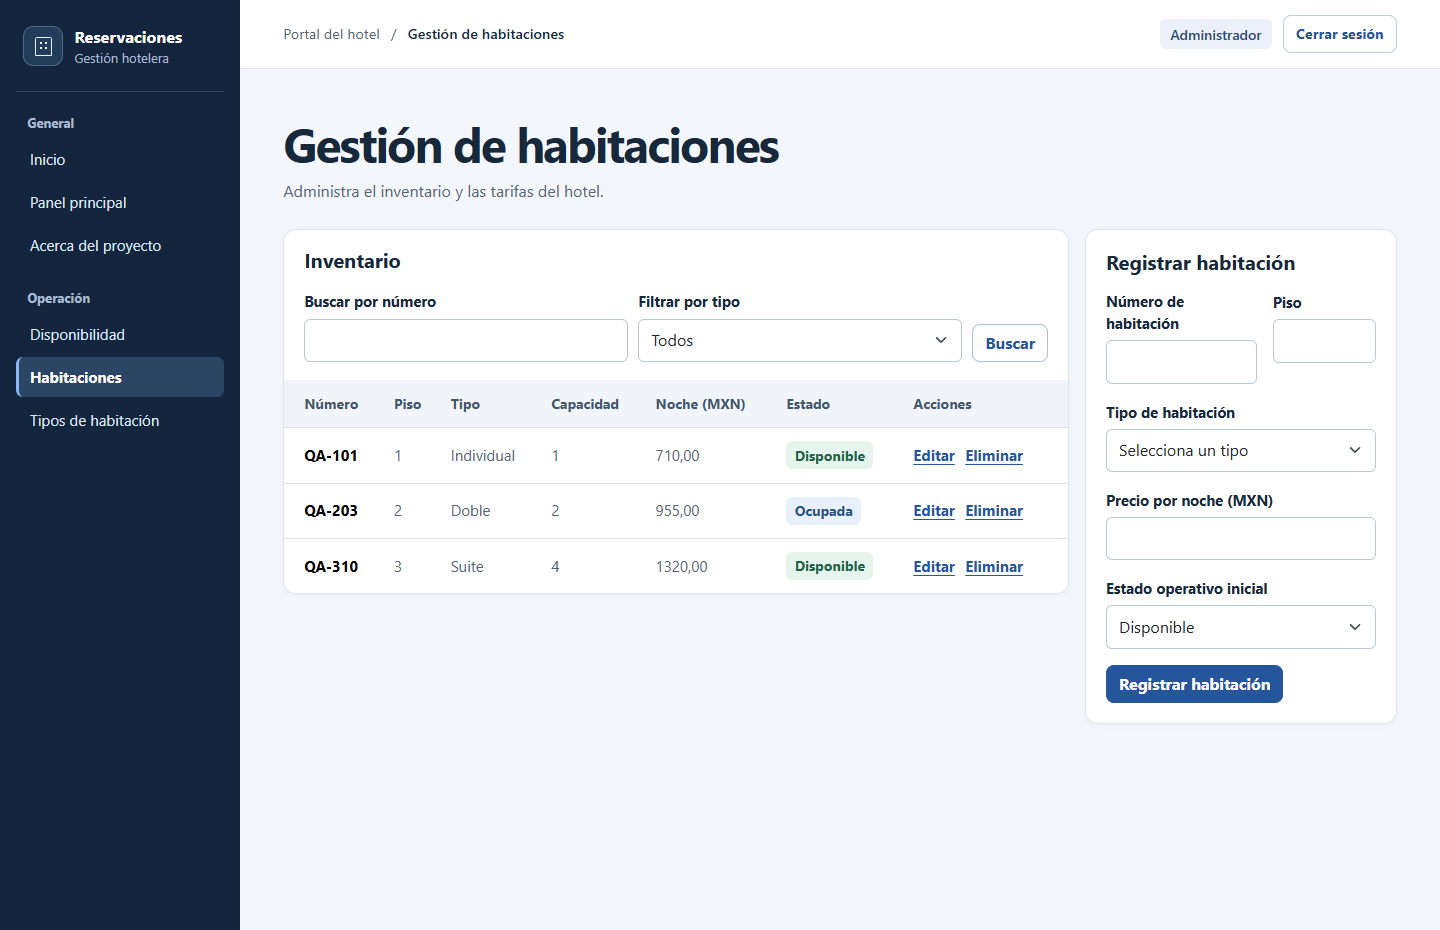 Reservaciones
Gestión hotelera
General
Inicio
Panel principal
Acerca del proyecto
Operación
Disponibilidad
Habitaciones
Tipos de habitación
Portal del hotel / Gestión de habitaciones
Administrador
Cerrar sesión
Gestión de habitaciones
Administra el inventario y las tarifas del hotel.
Inventario
Buscar por número
Filtrar por tipo
Todos
Buscar
Número Piso Tipo Capacidad Noche (MXN) Estado Acciones
QA-101 1 Individual 1 710,00 Disponible Editar Eliminar
QA-203 2 Doble 2 955,00 Ocupada Editar Eliminar
QA-310 3 Suite 4 1320,00 Disponible Editar Eliminar
Registrar habitación
Número de
habitación
Piso
Tipo de habitación
Selecciona un tipo
Precio por noche (MXN)
Estado operativo inicial
Disponible
Registrar habitación